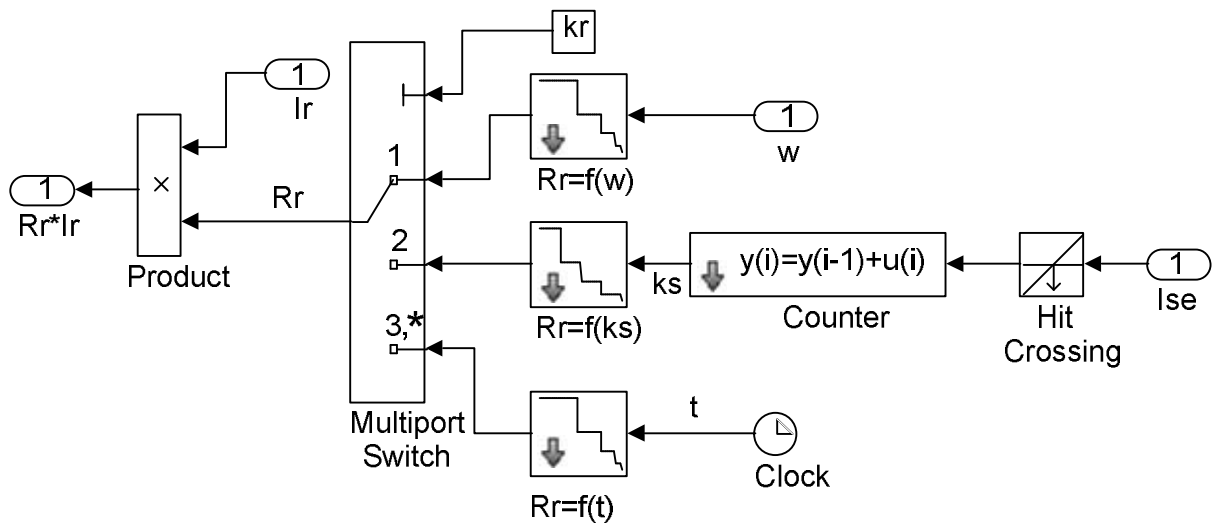 kr
1
Ir
1
w
Rr=f(w)
1
×
Rr
1
Rr*Ir
Product
2
y(i)=y(i-1)+u(i)
ks
Rr=f(ks)
Counter
1
Ise
Hit
Crossing
3,*
Multiport
Switch
t
Clock
Rr=f(t)